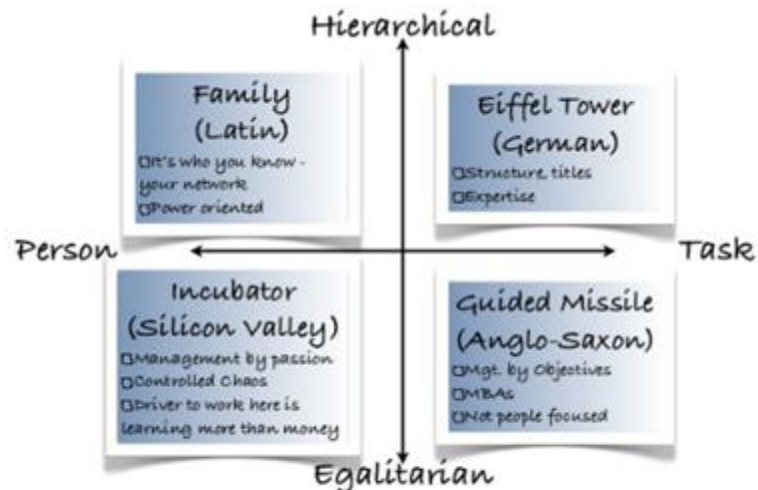 Hierarchical
Family
(Latin)
It's who you know -
your network
Power oriented
Eiffel Tower
(German)
Structure, titles
Expertise
Person
Task
Incubator
(Silicon Valley)
Management by passion
Controlled Chaos
Driver to work here is
learning more than money
Guided Missile
(Anglo-Saxon)
Mgt. by Objectives
MBAs
Not people focused
Egalitarian